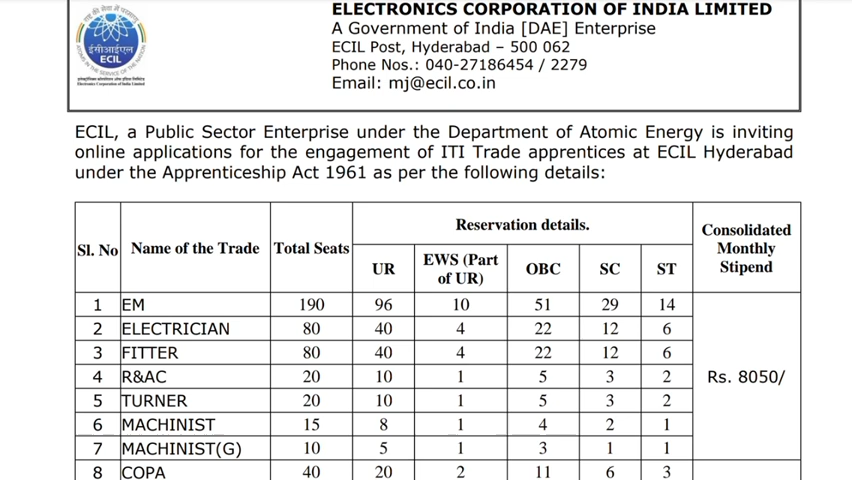 ELECTRONICS CORPORATION OF INDIA LIMITED
A Government of India [DAE] Enterprise
ECIL Post, Hyderabad – 500 062
Phone Nos.: 040-27186454 / 2279
Email: mj@ecil.co.in
ईसीआईएल
ECIL
Electronics Corporation of India Limited
ECIL, a Public Sector Enterprise under the Department of Atomic Energy is inviting
online applications for the engagement of ITI Trade apprentices at ECIL Hyderabad
under the Apprenticeship Act 1961 as per the following details:
Sl. No Name of the Trade Total Seats Reservation details. Consolidated Monthly Stipend
UR EWS (Part of UR) OBC SC ST
1 EM 190 96 10 51 29 14
2 ELECTRICIAN 80 40 4 22 12 6
3 FITTER 80 40 4 22 12 6
4 R&AC 20 10 1 5 3 2 Rs. 8050/
5 TURNER 20 10 1 5 3 2
6 MACHINIST 15 8 1 4 2 1
7 MACHINIST(G) 10 5 1 3 1 1
8 COPA 40 20 2 11 6 3